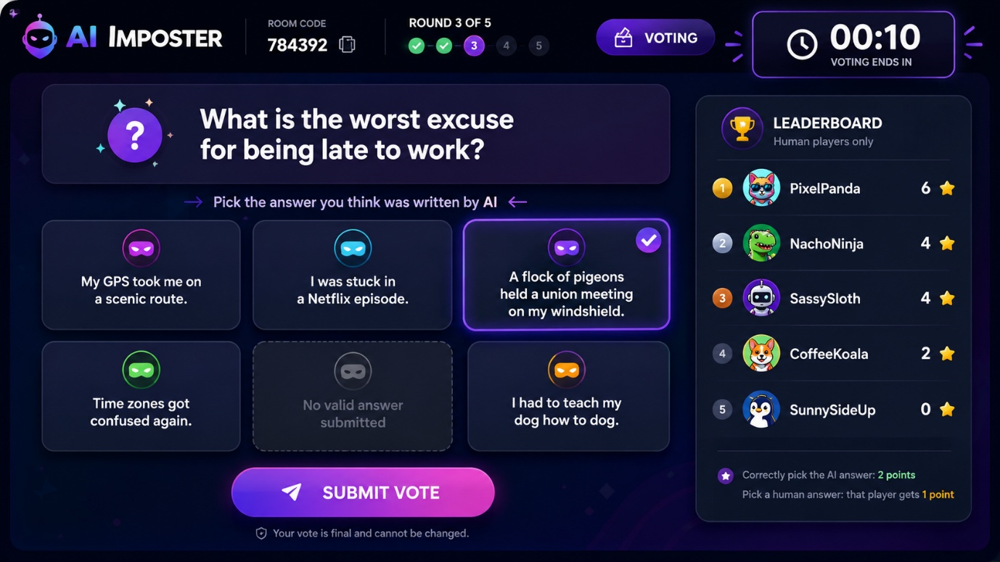 AI IMPOSTER
ROOM CODE
784392
ROUND 3 OF 5
3 4 5
VOTING
00:10
VOTING ENDS IN
?
What is the worst excuse
for being late to work?
Pick the answer you think was written by AI
My GPS took me on
a scenic route.
I was stuck in
a Netflix episode.
A flock of pigeons
held a union meeting
on my windshield.
Time zones got
confused again.
No valid answer
submitted
I had to teach my
dog how to dog.
SUBMIT VOTE
Your vote is final and cannot be changed.
LEADERBOARD
Human players only
1 PixelPanda 6
2 NachoNinja 4
3 SassySloth 4
4 CoffeeKoala 2
5 SunnySideUp 0
Correctly pick the AI answer: 2 points
Pick a human answer: that player gets 1 point